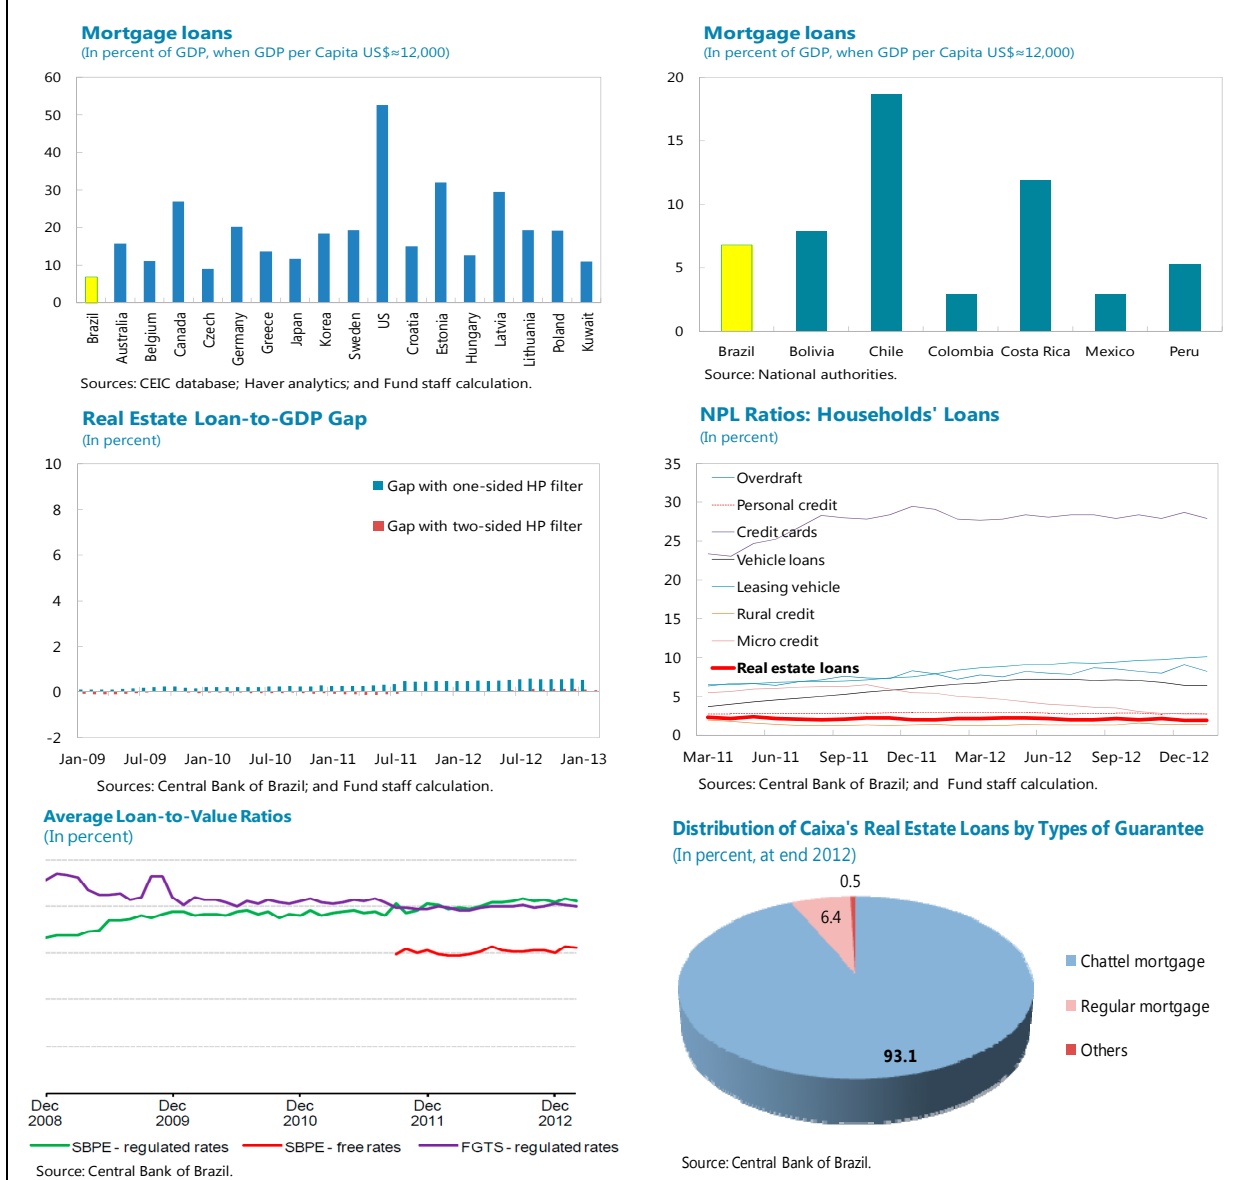 Mortgage loans
(In percent of GDP, when GDP per Capita US$≈12,000)
60
50
40
30
20
10
0
Brazil
Australia
Belgium
Canada
Czech
Germany
Greece
Japan
Korea
Sweden
US
Croatia
Estonia
Hungary
Latvia
Lithuania
Poland
Kuwait
Sources: CEIC database; Haver analytics; and Fund staff calculation.
Mortgage loans
(In percent of GDP, when GDP per Capita US$≈12,000)
20
15
10
5
0
Brazil Bolivia Chile Colombia Costa Rica Mexico Peru
Source: National authorities.
Real Estate Loan-to-GDP Gap
(In percent)
10
8
6
4
2
0
-2
Gap with one-sided HP filter
Gap with two-sided HP filter
Jan-09 Jul-09 Jan-10 Jul-10 Jan-11 Jul-11 Jan-12 Jul-12 Jan-13
Sources: Central Bank of Brazil; and Fund staff calculation.
NPL Ratios: Households' Loans
(In percent)
35
30
25
20
15
10
5
0
Overdraft
Personal credit
Credit cards
Vehicle loans
Leasing vehicle
Rural credit
Micro credit
Real estate loans
Mar-11 Jun-11 Sep-11 Dec-11 Mar-12 Jun-12 Sep-12 Dec-12
Sources: Central Bank of Brazil; and Fund staff calculation.
Average Loan-to-Value Ratios
(In percent)
Dec 2008 Dec 2009 Dec 2010 Dec 2011 Dec 2012
SBPE - regulated rates SBPE - free rates FGTS - regulated rates
Source: Central Bank of Brazil.
Distribution of Caixa's Real Estate Loans by Types of Guarantee
(In percent, at end 2012)
0.5
6.4
93.1
Chattel mortgage
Regular mortgage
Others
Source: Central Bank of Brazil.